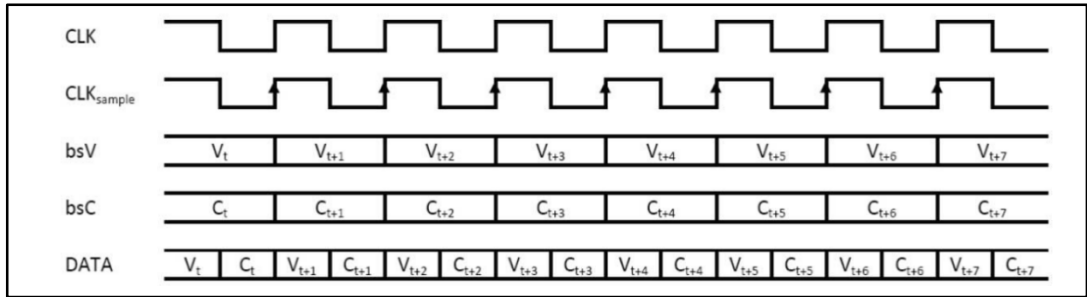 CLK
CLKsample
bsV Vt Vt+1 Vt+2 Vt+3 Vt+4 Vt+5 Vt+6 Vt+7
bsC Ct Ct+1 Ct+2 Ct+3 Ct+4 Ct+5 Ct+6 Ct+7
DATA Vt Ct Vt+1 Ct+1 Vt+2 Ct+2 Vt+3 Ct+3 Vt+4 Ct+4 Vt+5 Ct+5 Vt+6 Ct+6 Vt+7 Ct+7